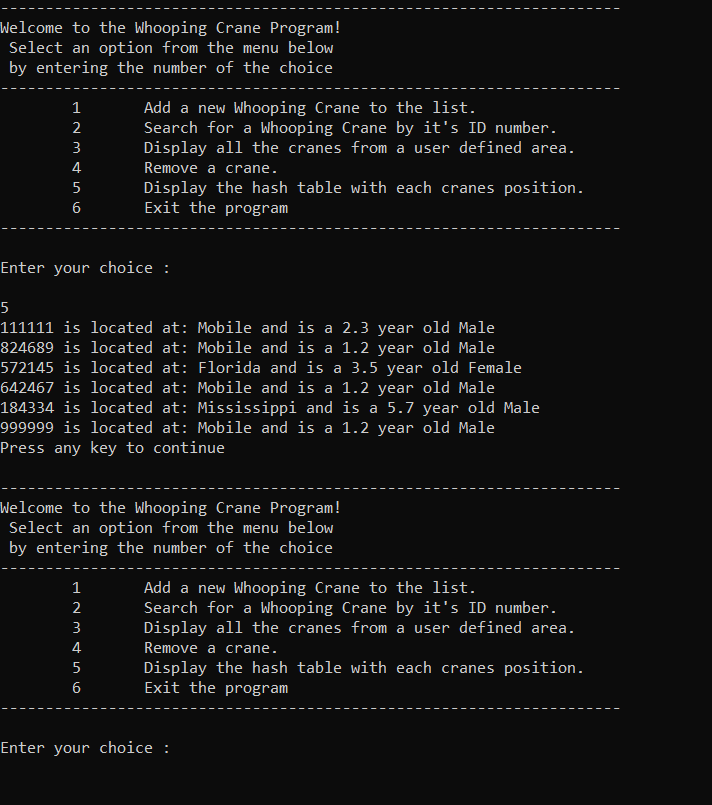 ---------------------------------------------------------------------
Welcome to the Whooping Crane Program!
 Select an option from the menu below
 by entering the number of the choice
---------------------------------------------------------------------
        1       Add a new Whooping Crane to the list.
        2       Search for a Whooping Crane by it's ID number.
        3       Display all the cranes from a user defined area.
        4       Remove a crane.
        5       Display the hash table with each cranes position.
        6       Exit the program
---------------------------------------------------------------------

Enter your choice :

5
111111 is located at: Mobile and is a 2.3 year old Male
824689 is located at: Mobile and is a 1.2 year old Male
572145 is located at: Florida and is a 3.5 year old Female
642467 is located at: Mobile and is a 1.2 year old Male
184334 is located at: Mississippi and is a 5.7 year old Male
999999 is located at: Mobile and is a 1.2 year old Male
Press any key to continue

---------------------------------------------------------------------
Welcome to the Whooping Crane Program!
 Select an option from the menu below
 by entering the number of the choice
---------------------------------------------------------------------
        1       Add a new Whooping Crane to the list.
        2       Search for a Whooping Crane by it's ID number.
        3       Display all the cranes from a user defined area.
        4       Remove a crane.
        5       Display the hash table with each cranes position.
        6       Exit the program
---------------------------------------------------------------------

Enter your choice :